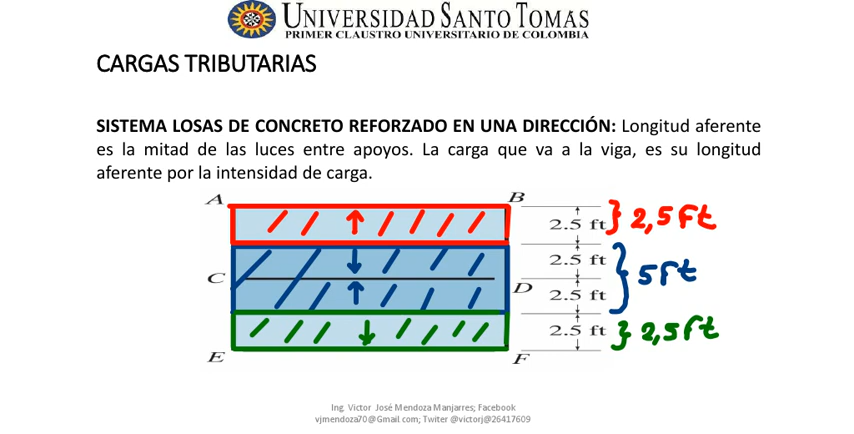 UNIVERSIDAD SANTO TOMAS
PRIMER CLAUSTRO UNIVERSITARIO DE COLOMBIA
CARGAS TRIBUTARIAS
SISTEMA LOSAS DE CONCRETO REFORZADO EN UNA DIRECCIÓN: Longitud aferente
es la mitad de las luces entre apoyos. La carga que va a la viga, es su longitud
aferente por la intensidad de carga.
A
B
2.5 ft
2,5 Ft
2.5 ft
C
D
5Ft
2.5 ft
2.5 ft
2,5 Ft
E
F
Ing. Victor José Mendoza Manjarres; Facebook
vjmendoza70@Gmail.com; Twiter @victorj@26417609